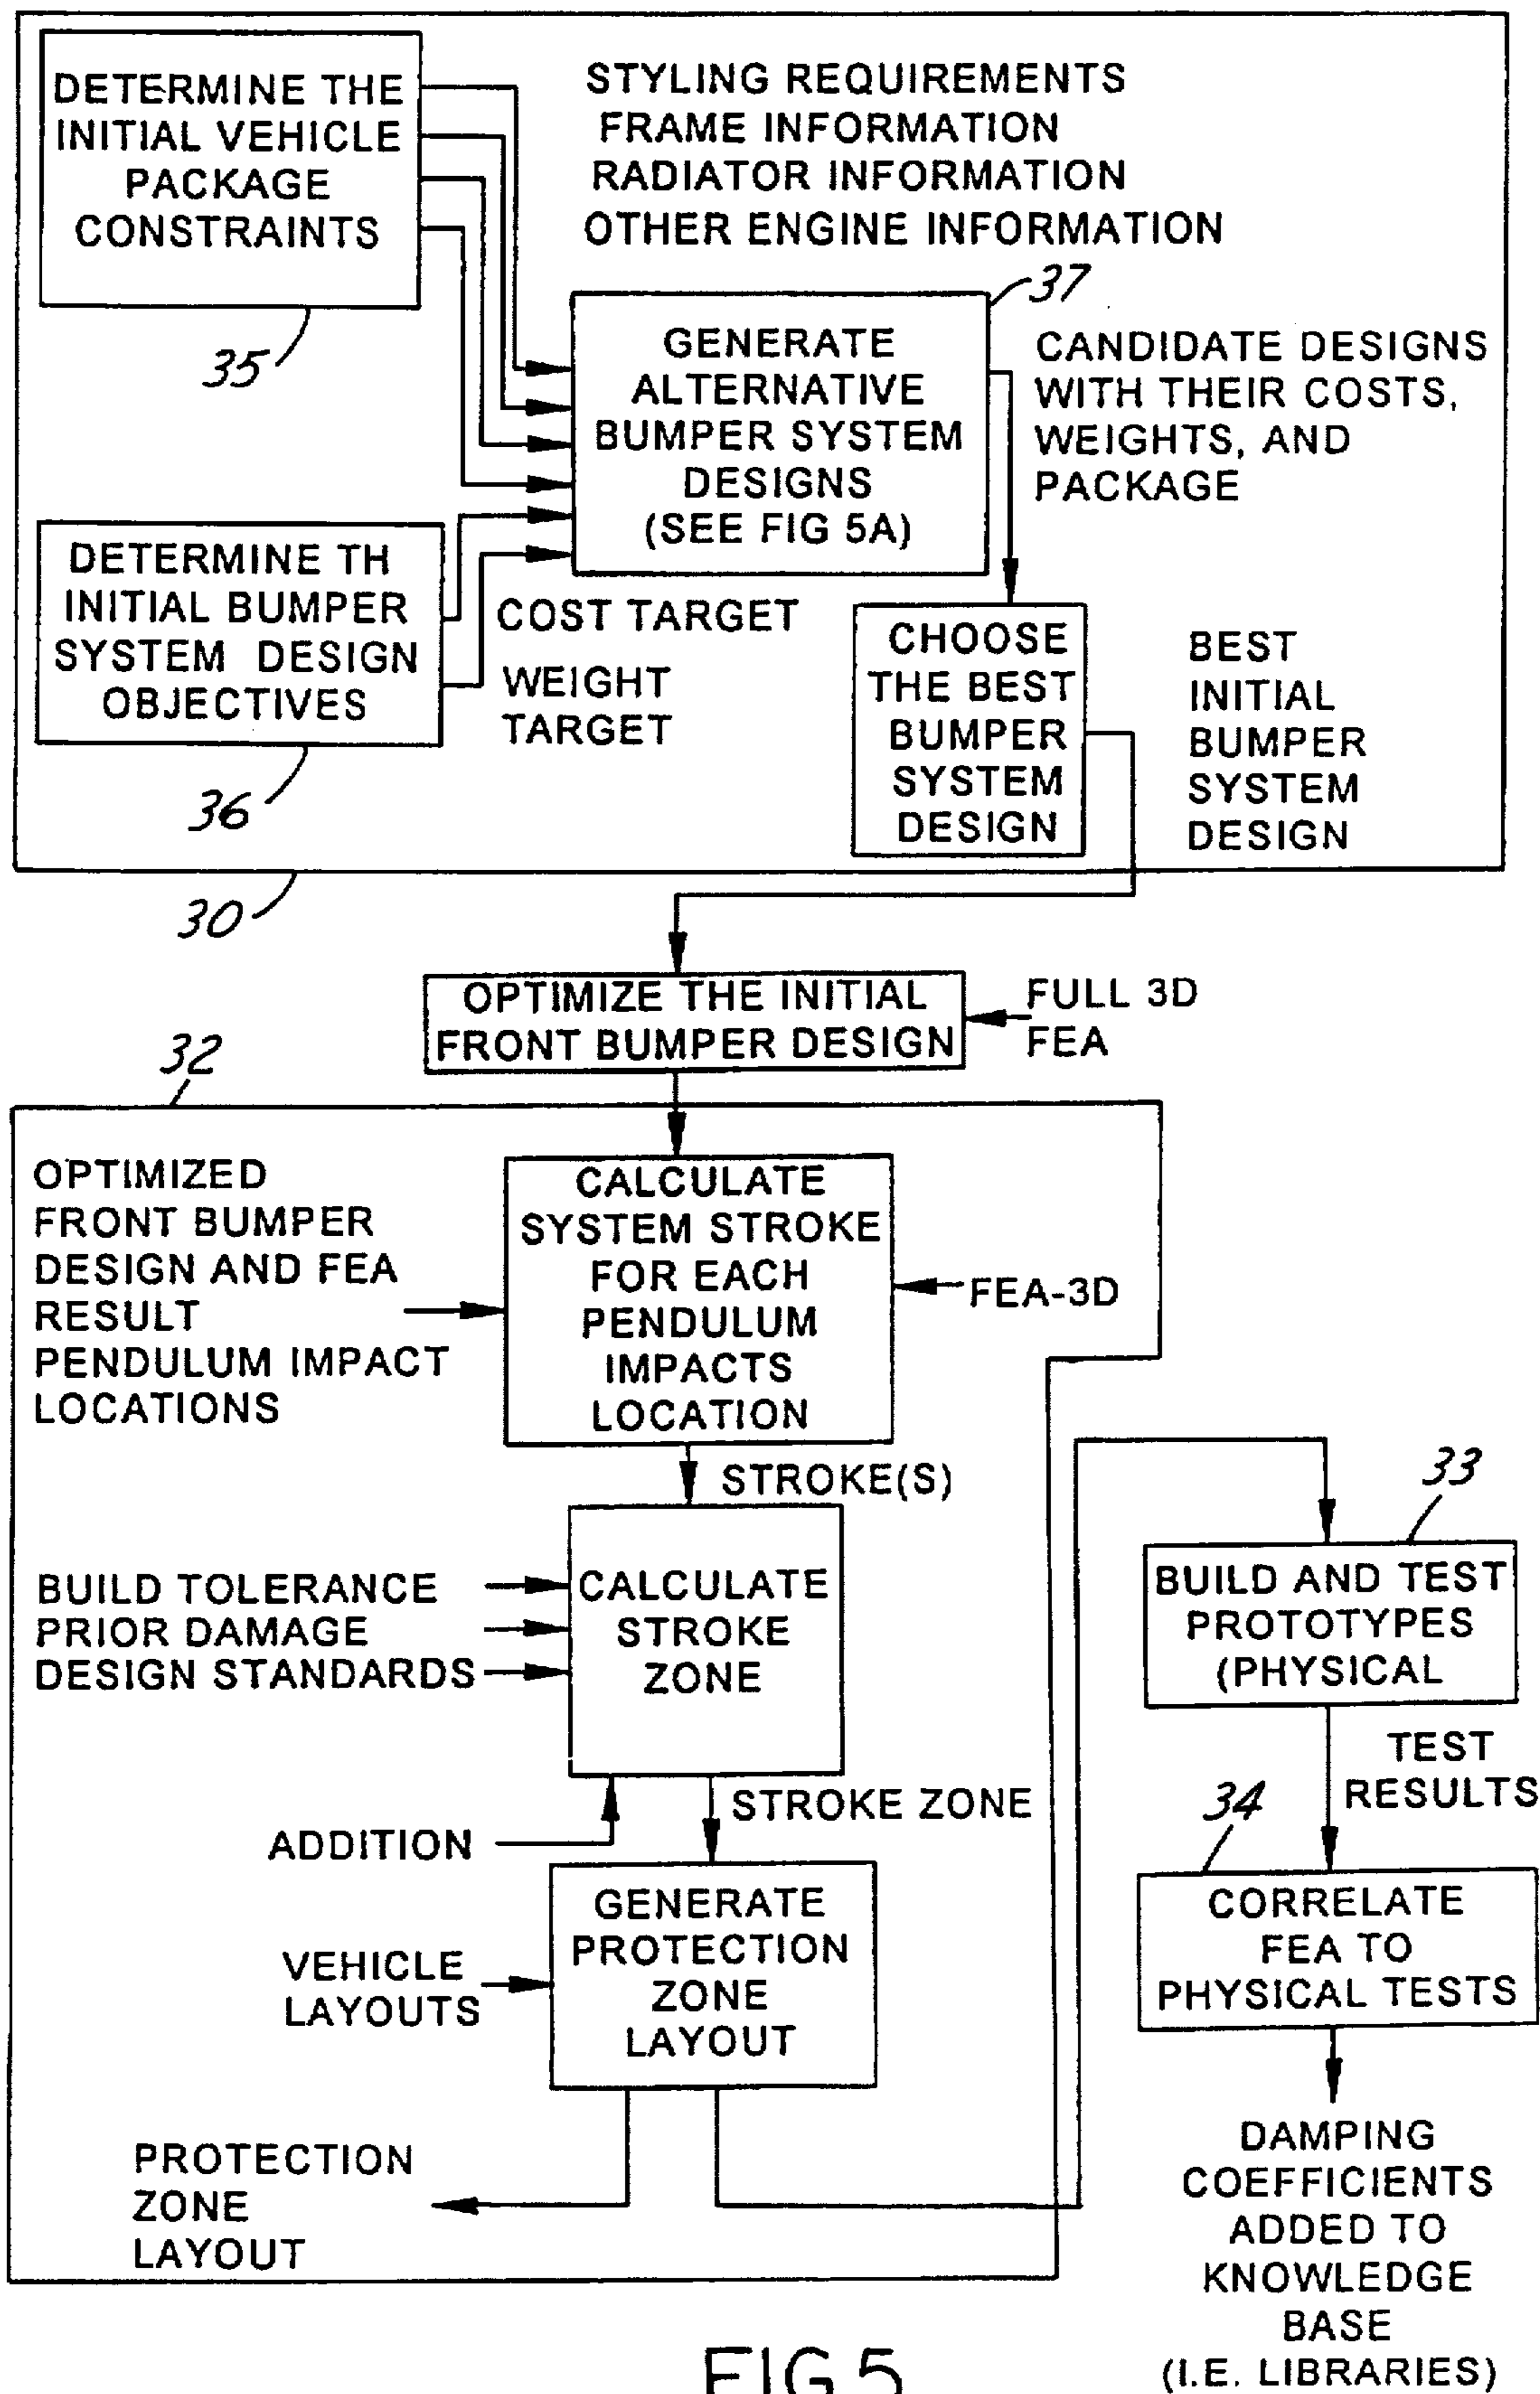 DETERMINE THE
INITIAL VEHICLE
PACKAGE
CONSTRAINTS
35
STYLING REQUIREMENTS
FRAME INFORMATION
RADIATOR INFORMATION
OTHER ENGINE INFORMATION
37
GENERATE
ALTERNATIVE
BUMPER SYSTEM
DESIGNS
(SEE FIG 5A)
CANDIDATE DESIGNS
WITH THEIR COSTS,
WEIGHTS, AND
PACKAGE
DETERMINE TH
INITIAL BUMPER
SYSTEM DESIGN
OBJECTIVES
36
COST TARGET
WEIGHT
TARGET
CHOOSE
THE BEST
BUMPER
SYSTEM
DESIGN
BEST
INITIAL
BUMPER
SYSTEM
DESIGN
30
OPTIMIZE THE INITIAL
FRONT BUMPER DESIGN
FULL 3D
FEA
32
OPTIMIZED
FRONT BUMPER
DESIGN AND FEA
RESULT
PENDULUM IMPACT
LOCATIONS
CALCULATE
SYSTEM STROKE
FOR EACH
PENDULUM
IMPACTS
LOCATION
FEA-3D
STROKE(S)
BUILD TOLERANCE
PRIOR DAMAGE
DESIGN STANDARDS
CALCULATE
STROKE
ZONE
ADDITION
STROKE ZONE
VEHICLE
LAYOUTS
GENERATE
PROTECTION
ZONE
LAYOUT
PROTECTION
ZONE
LAYOUT
33
BUILD AND TEST
PROTOTYPES
(PHYSICAL
TEST
RESULTS
34
CORRELATE
FEA TO
PHYSICAL TESTS
DAMPING
COEFFICIENTS
ADDED TO
KNOWLEDGE
BASE
(I.E. LIBRARIES)
FIG 5